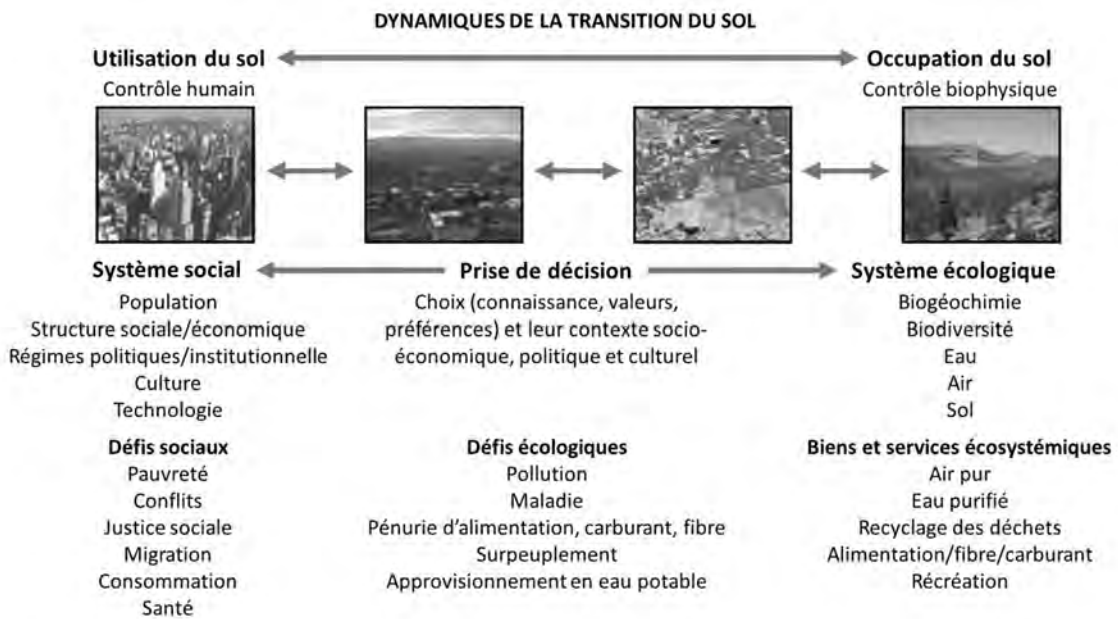 DYNAMIQUES DE LA TRANSITION DU SOL
Utilisation du sol
Contrôle humain
Occupation du sol
Contrôle biophysique
Système social
Population
Structure sociale/économique
Régimes politiques/institutionnelle
Culture
Technologie
Prise de décision
Choix (connaissance, valeurs,
préférences) et leur contexte socio-
économique, politique et culturel
Système écologique
Biogéochimie
Biodiversité
Eau
Air
Sol
Défis sociaux
Pauvreté
Conflits
Justice sociale
Migration
Consommation
Santé
Défis écologiques
Pollution
Maladie
Pénurie d'alimentation, carburant, fibre
Surpeuplement
Approvisionnement en eau potable
Biens et services écosystémiques
Air pur
Eau purifié
Recyclage des déchets
Alimentation/fibre/carburant
Récréation